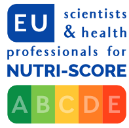 EU scientists
& health
professionals for
NUTRI-SCORE
A B C D E